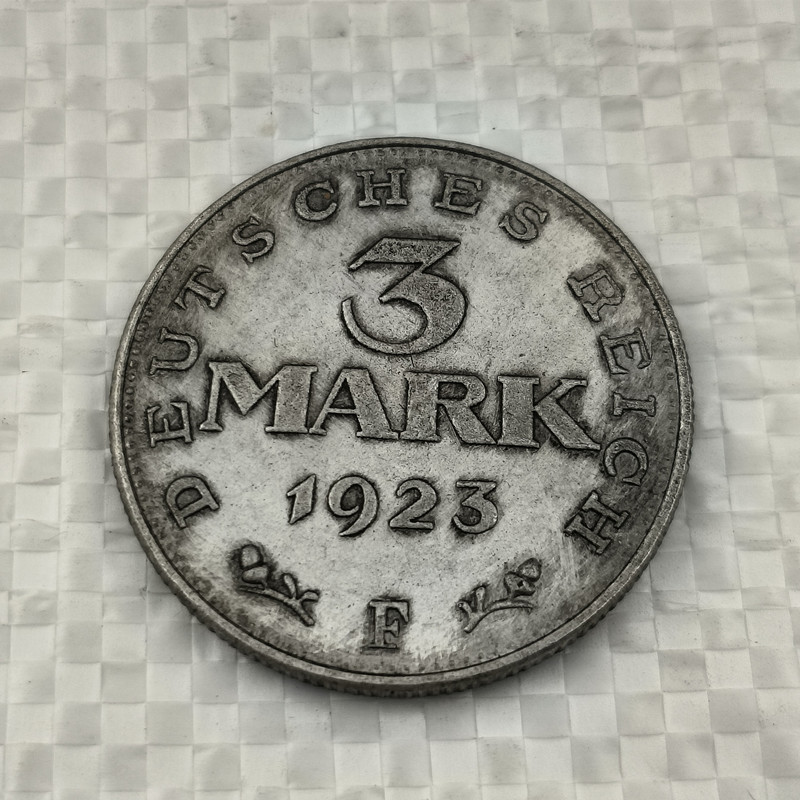 DEUTSCHES REICH
3
MARK
1923
F